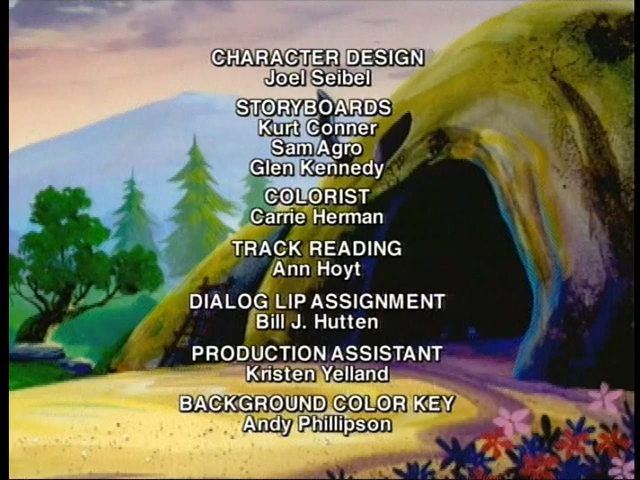 CHARACTER DESIGN
Joel Seibel
STORYBOARDS
Kurt Conner
Sam Agro
Glen Kennedy
COLORIST
Carrie Herman
TRACK READING
Ann Hoyt
DIALOG LIP ASSIGNMENT
Bill J. Hutten
PRODUCTION ASSISTANT
Kristen Yelland
BACKGROUND COLOR KEY
Andy Phillipson